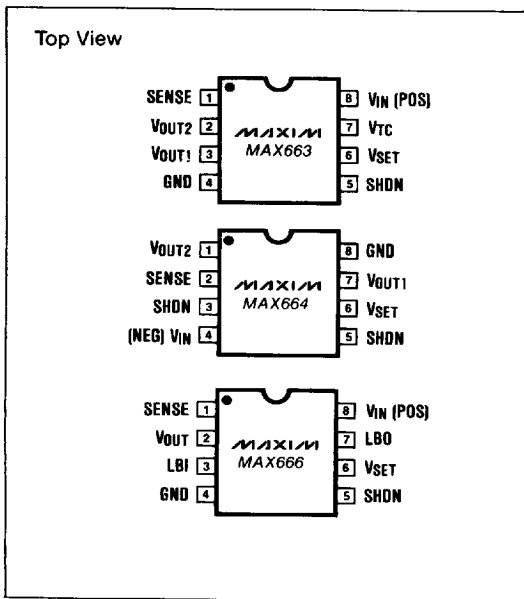 Top View
SENSE 1 8 VIN (POS)
VOUT2 2 MAXIM 7 VTC
VOUT1 3 MAX663 6 VSET
GND 4 5 SHDN
VOUT2 1 8 GND
SENSE 2 MAXIM 7 VOUT1
SHDN 3 MAX664 6 VSET
(NEG) VIN 4 5 SHDN
SENSE 1 8 VIN (POS)
VOUT 2 MAXIM 7 LBO
LBI 3 MAX666 6 VSET
GND 4 5 SHDN